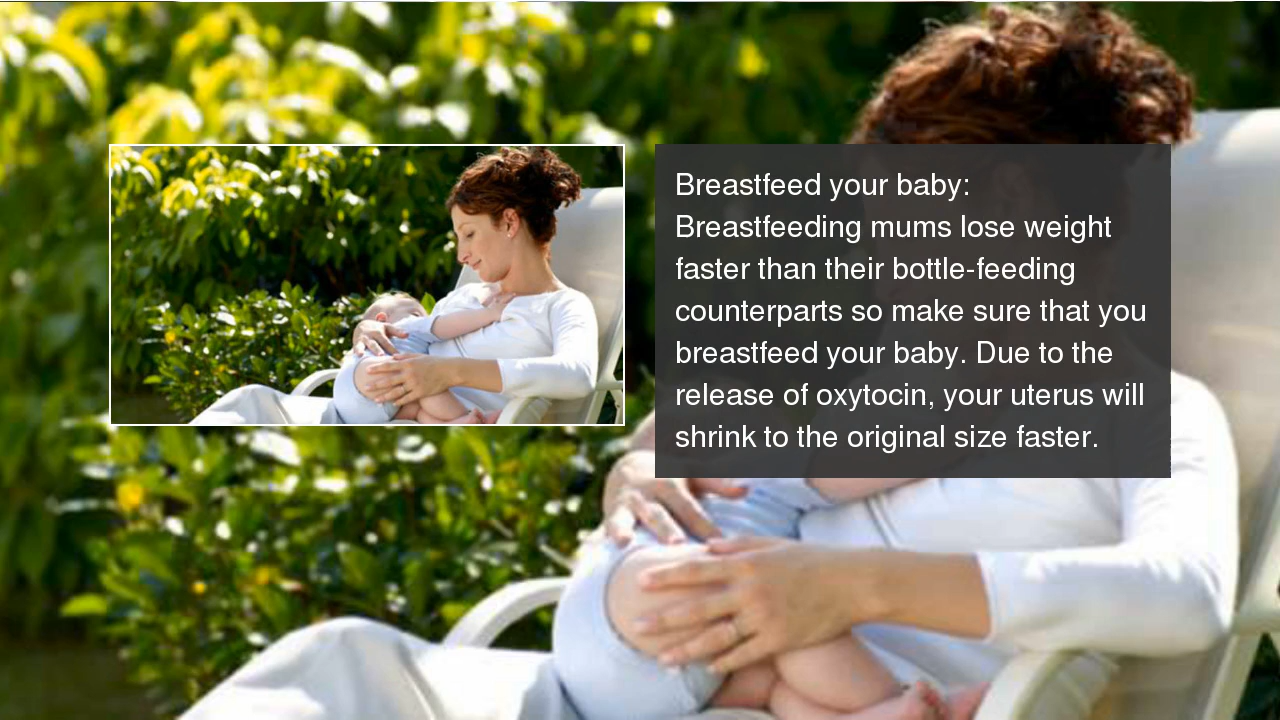 Breastfeed your baby:
Breastfeeding mums lose weight
faster than their bottle-feeding
counterparts so make sure that you
breastfeed your baby. Due to the
release of oxytocin, your uterus will
shrink to the original size faster.